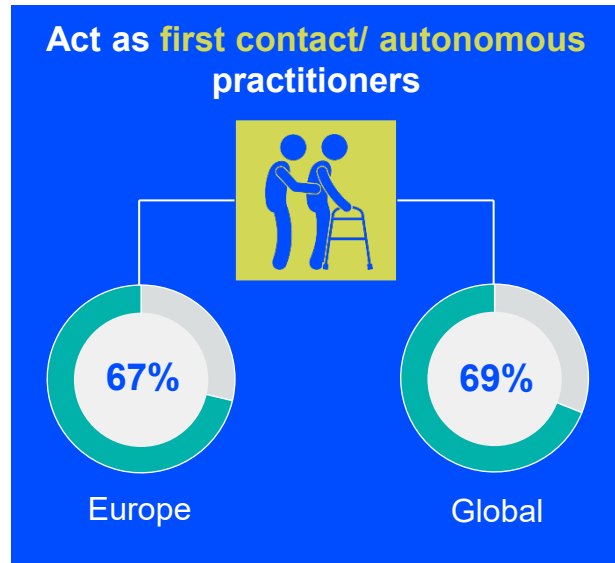 Act as first contact/ autonomous
practitioners
67%
69%
Europe
Global